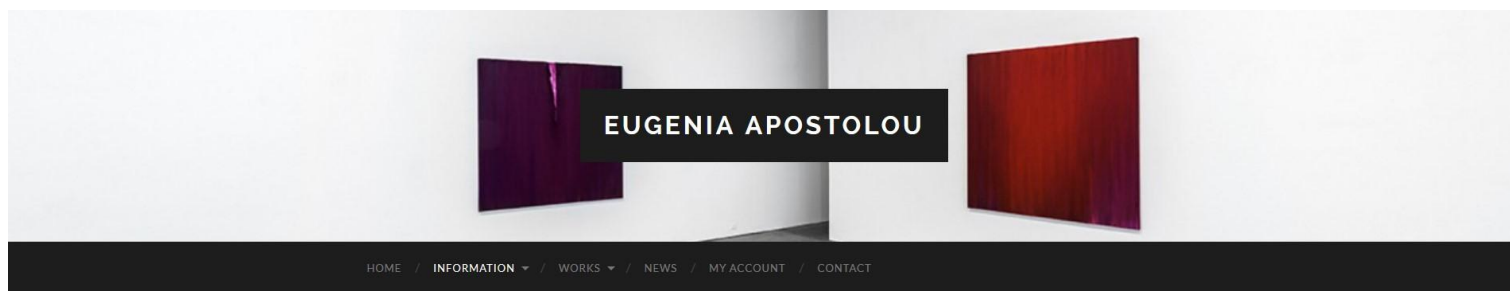 EUGENIA APOSTOLOU
HOME / INFORMATION / WORKS / NEWS / MY ACCOUNT / CONTACT